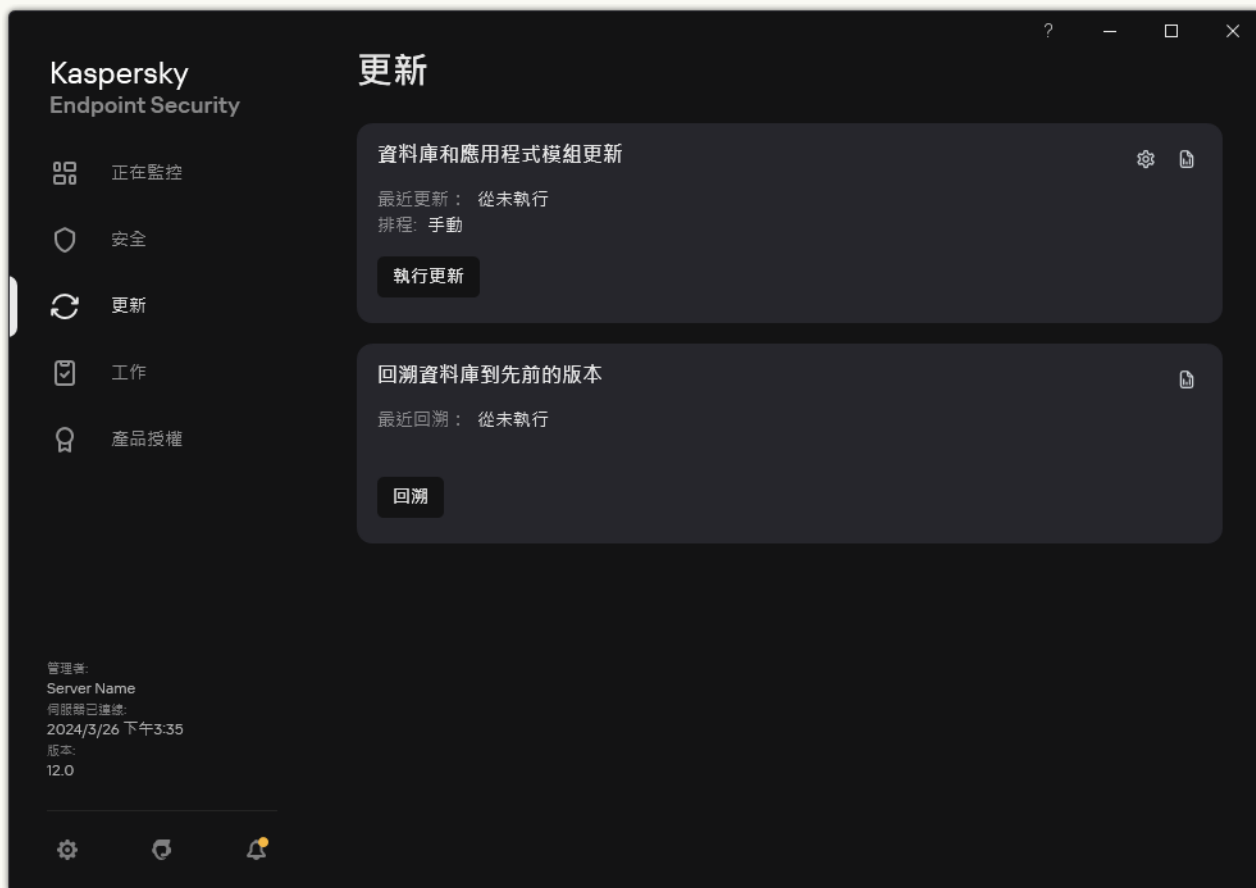 ?
Kaspersky
Endpoint Security
正在監控
安全
更新
工作
產品授權
管理者:
Server Name
伺服器已連線:
2024/3/26 下午3:35
版本:
12.0
更新
資料庫和應用程式模組更新
最近更新： 從未執行
排程: 手動
執行更新
回溯資料庫到先前的版本
最近回溯： 從未執行
回溯